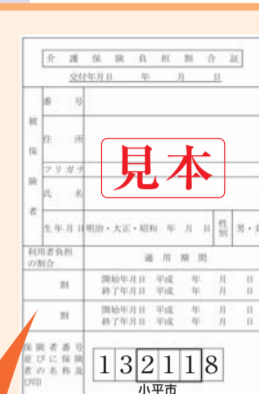 介護保険負担割合証
交付年月日 年 月 日
被保険者
番号
住所
フリガナ
氏名
見本
生年月日 明治・大正・昭和 年 月 日 性別 男・
利用者負担の割合 適用期間
割 開始年月日 平成 年 月 日
終了年月日 平成 年 月 日
割 開始年月日 平成 年 月 日
終了年月日 平成 年 月 日
保険者番号並びに保険者の名称及び印
132118
小平市